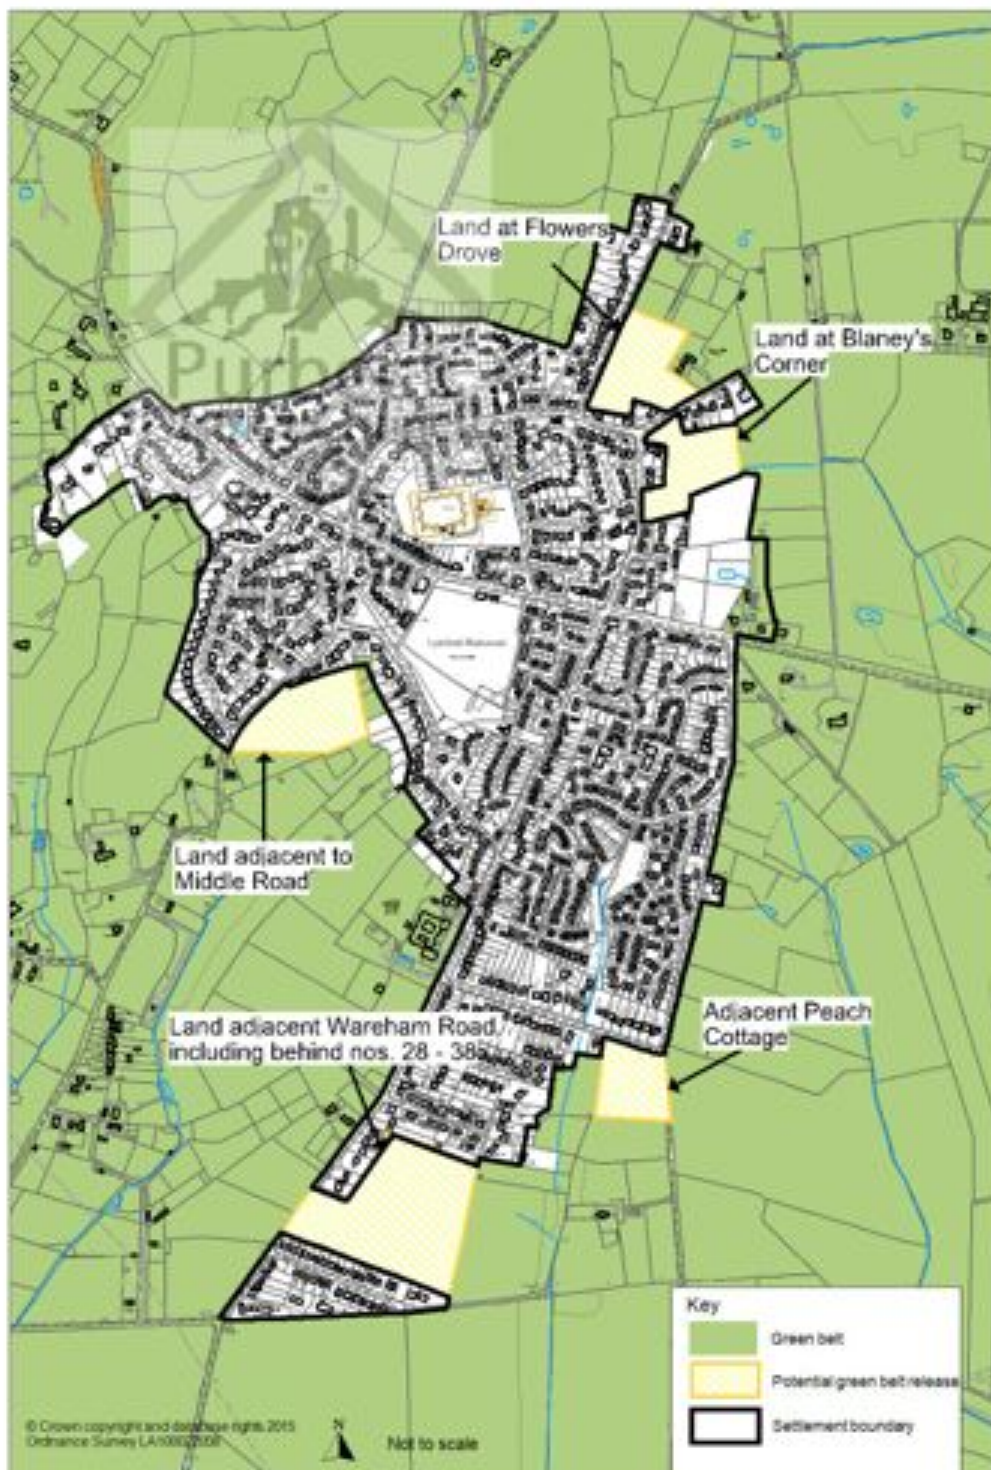 Land at Flowers
Drove
Land at Blaney's
Corner
Purb
Land adjacent to
Middle Road
Land adjacent Wareham Road,
including behind nos. 28 - 38
Adjacent Peach
Cottage
Key
Green belt
Potential green belt release
Settlement boundary
© Crown copyright and database rights 2015
Ordnance Survey
N
Not to scale